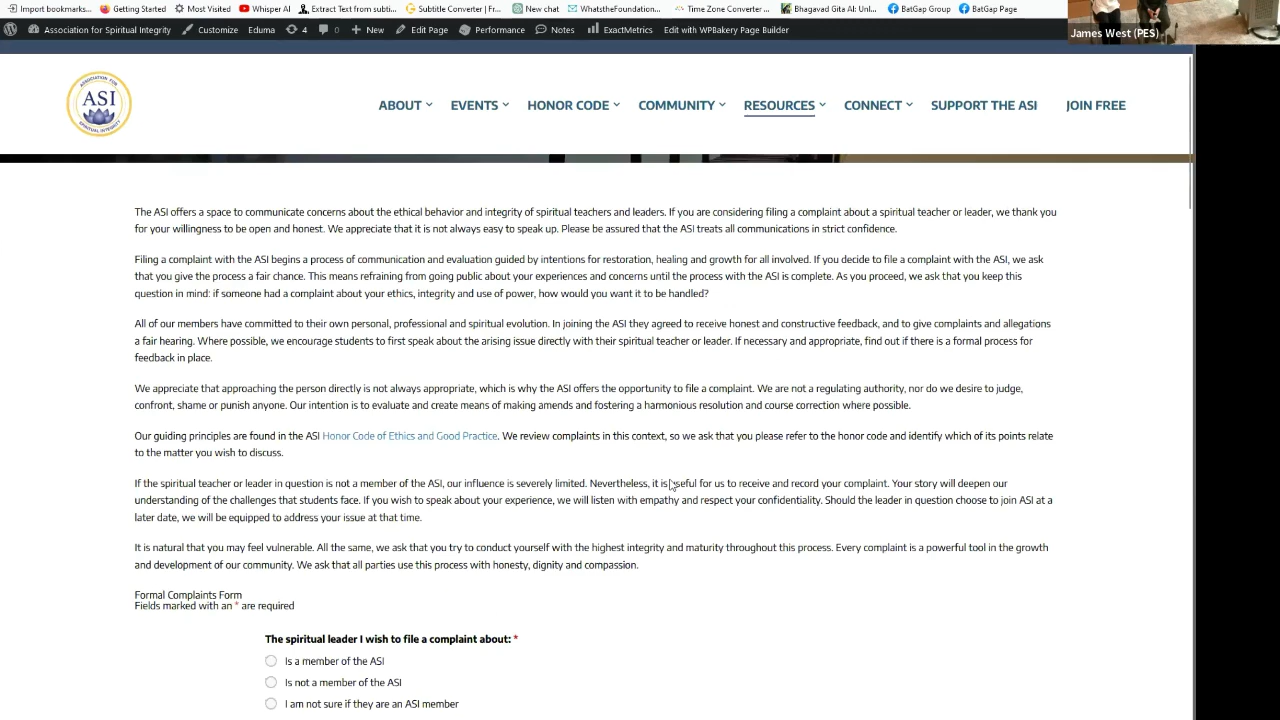 Import bookmarks... Getting Started Most Visited Whisper AI Extract Text from subti... Subtitle Converter | Fr... New chat WhatstheFoundation... Time Zone Converter ... Bhagavad Gita AI: Unl... BatGap Group BatGap Page
Association for Spiritual Integrity Customize Eduma 4 0 New Edit Page Performance Notes ExactMetrics Edit with WPBakery Page Builder
James West (PES)
ASSOCIATION FOR
ASI
SPIRITUAL INTEGRITY
ABOUT EVENTS HONOR CODE COMMUNITY RESOURCES CONNECT SUPPORT THE ASI JOIN FREE
The ASI offers a space to communicate concerns about the ethical behavior and integrity of spiritual teachers and leaders. If you are considering filing a complaint about a spiritual teacher or leader, we thank you
for your willingness to be open and honest. We appreciate that it is not always easy to speak up. Please be assured that the ASI treats all communications in strict confidence.
Filing a complaint with the ASI begins a process of communication and evaluation guided by intentions for restoration, healing and growth for all involved. If you decide to file a complaint with the ASI, we ask
that you give the process a fair chance. This means refraining from going public about your experiences and concerns until the process with the ASI is complete. As you proceed, we ask that you keep this
question in mind: if someone had a complaint about your ethics, integrity and use of power, how would you want it to be handled?
All of our members have committed to their own personal, professional and spiritual evolution. In joining the ASI they agreed to receive honest and constructive feedback, and to give complaints and allegations
a fair hearing. Where possible, we encourage students to first speak about the arising issue directly with their spiritual teacher or leader. If necessary and appropriate, find out if there is a formal process for
feedback in place.
We appreciate that approaching the person directly is not always appropriate, which is why the ASI offers the opportunity to file a complaint. We are not a regulating authority, nor do we desire to judge,
confront, shame or punish anyone. Our intention is to evaluate and create means of making amends and fostering a harmonious resolution and course correction where possible.
Our guiding principles are found in the ASI Honor Code of Ethics and Good Practice. We review complaints in this context, so we ask that you please refer to the honor code and identify which of its points relate
to the matter you wish to discuss.
If the spiritual teacher or leader in question is not a member of the ASI, our influence is severely limited. Nevertheless, it is useful for us to receive and record your complaint. Your story will deepen our
understanding of the challenges that students face. If you wish to speak about your experience, we will listen with empathy and respect your confidentiality. Should the leader in question choose to join ASI at a
later date, we will be equipped to address your issue at that time.
It is natural that you may feel vulnerable. All the same, we ask that you try to conduct yourself with the highest integrity and maturity throughout this process. Every complaint is a powerful tool in the growth
and development of our community. We ask that all parties use this process with honesty, dignity and compassion.
Formal Complaints Form
Fields marked with an * are required
The spiritual leader I wish to file a complaint about: *
Is a member of the ASI
Is not a member of the ASI
I am not sure if they are an ASI member